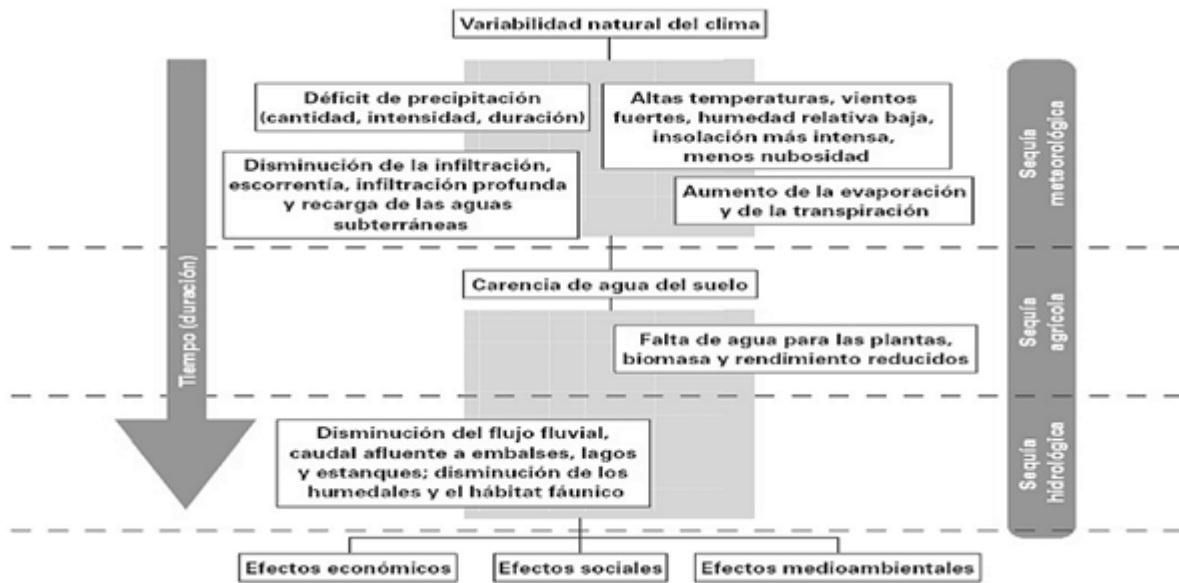 Variabilidad natural del clima
Déficit de precipitación
(cantidad, intensidad, duración)
Altas temperaturas, vientos
fuertes, humedad relativa baja,
insolación más intensa,
menos nubosidad
Disminución de la infiltración,
escorrentía, infiltración profunda
y recarga de las aguas
subterráneas
Aumento de la evaporación
y de la transpiración
Sequía
meteorológica
Tiempo (duración)
Carencia de agua del suelo
Falta de agua para las plantas,
biomasa y rendimiento reducidos
Sequía
agrícola
Disminución del flujo fluvial,
caudal afluente a embalses, lagos
y estanques; disminución de los
humedales y el hábitat fáunico
Sequía
hidrológica
Efectos económicos
Efectos sociales
Efectos medioambientales